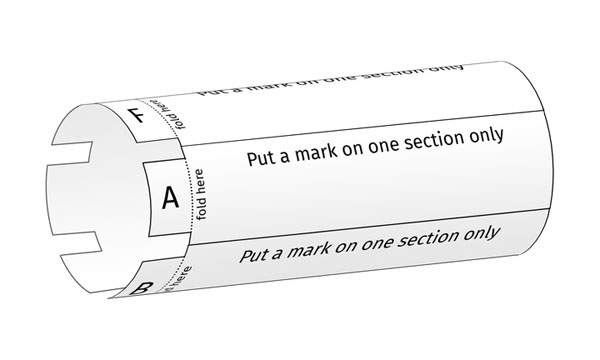 F
fold here
Put a mark on one section only
A
fold here
Put a mark on one section only
B
here
Put a mark on one section only